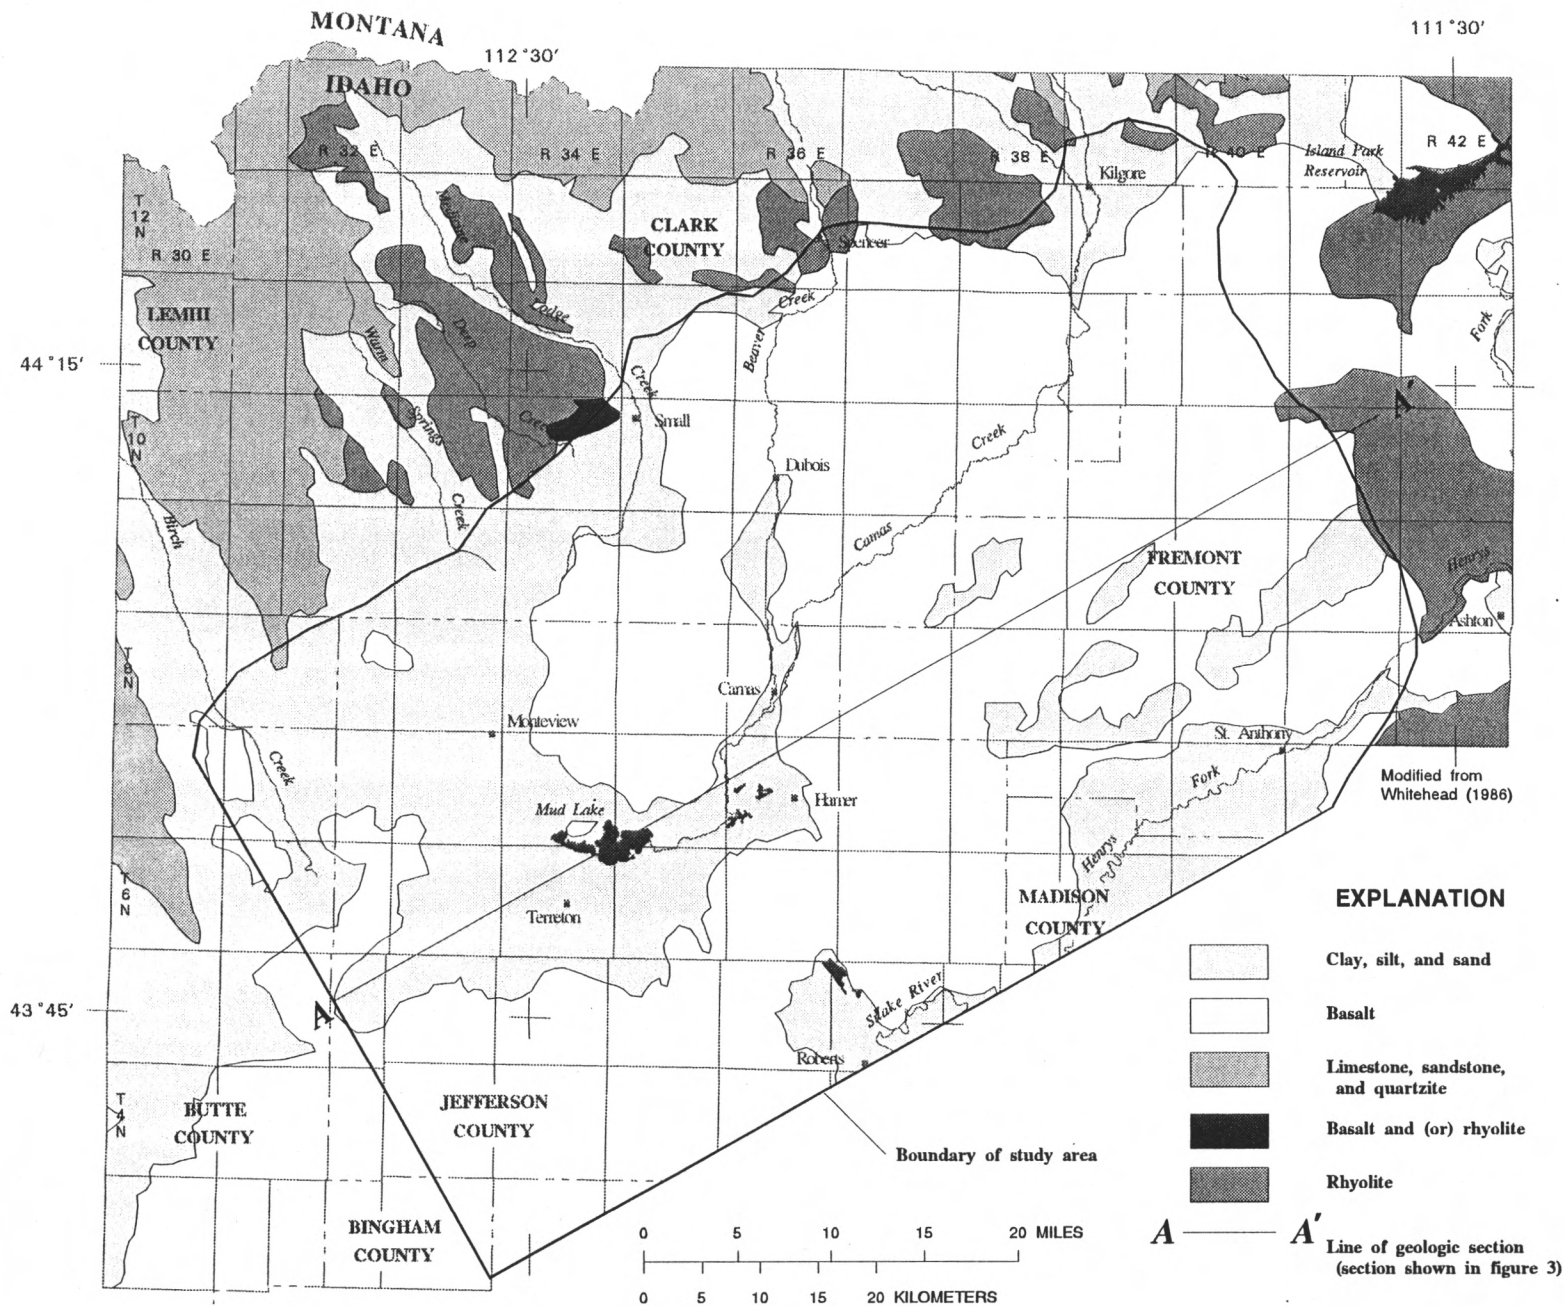 MONTANA
IDAHO
112°30′
111°30′
R 32 E
R 34 E
R 36 E
R 38 E
R 40 E
R 42 E
Island Park
Reservoir
Kilgore
T
12
N
R 30 E
CLARK
COUNTY
Medicine
Spencer
LEMHI
COUNTY
Lodge
Creek
Warm
Deep
Beaver
Fork
44°15′
Creek
A′
T
10
N
Springs
Creek
Small
Creek
Dubois
Birch
Creek
Camas
FREMONT
COUNTY
Henrys
Ashton
T
8
N
Camas
Monteview
St. Anthony
Creek
Fork
Modified from
Whitehead (1986)
Mud Lake
Hamer
Henrys
T
6
N
Terreton
MADISON
COUNTY
EXPLANATION
Clay, silt, and sand
Basalt
Limestone, sandstone,
and quartzite
Basalt and (or) rhyolite
Rhyolite
A A′
Line of geologic section
(section shown in figure 3)
43°45′
A
Snake River
Roberts
T
4
N
BUTTE
COUNTY
JEFFERSON
COUNTY
Boundary of study area
BINGHAM
COUNTY
0 5 10 15 20 MILES
0 5 10 15 20 KILOMETERS